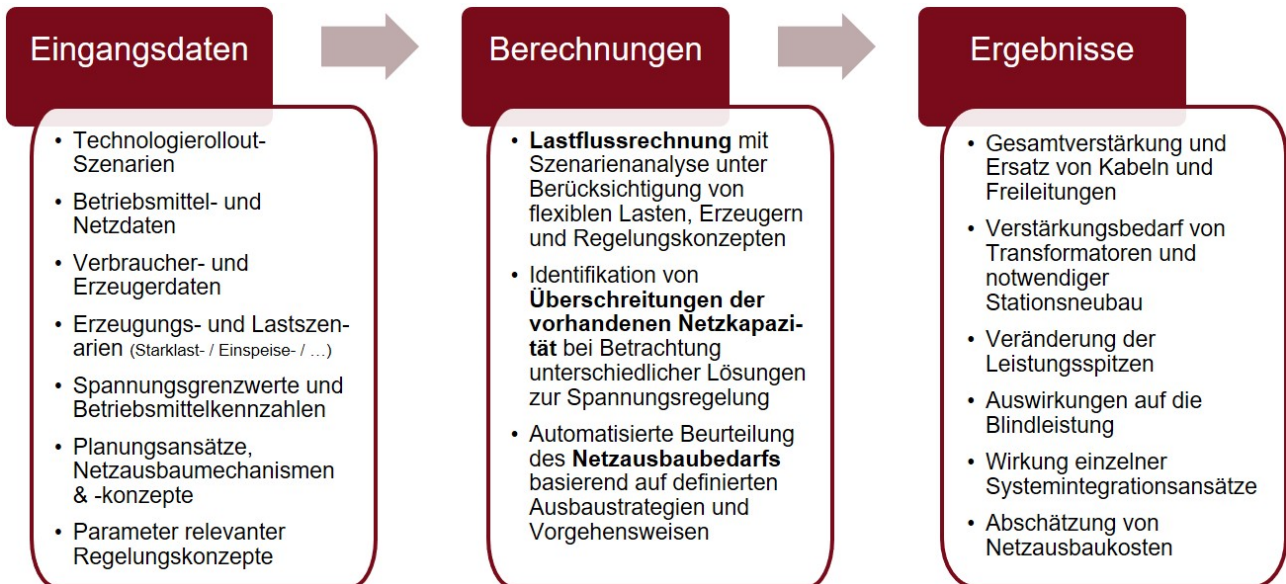 Eingangsdaten
• Technologierollout-
Szenarien
• Betriebsmittel- und
Netzdaten
• Verbraucher- und
Erzeugerdaten
• Erzeugungs- und Lastszen-
arien (Starklast- / Einspeise- / …)
• Spannungsgrenzwerte und
Betriebsmittelkennzahlen
• Planungsansätze,
Netzausbaumechanismen
& -konzepte
• Parameter relevanter
Regelungskonzepte
Berechnungen
• Lastflussrechnung mit
Szenarienanalyse unter
Berücksichtigung von
flexiblen Lasten, Erzeugern
und Regelungskonzepten
• Identifikation von
Überschreitungen der
vorhandenen Netzkapazi-
tät bei Betrachtung
unterschiedlicher Lösungen
zur Spannungsregelung
• Automatisierte Beurteilung
des Netzausbaubedarfs
basierend auf definierten
Ausbaustrategien und
Vorgehensweisen
Ergebnisse
• Gesamtverstärkung und
Ersatz von Kabeln und
Freileitungen
• Verstärkungsbedarf von
Transformatoren und
notwendiger
Stationsneubau
• Veränderung der
Leistungsspitzen
• Auswirkungen auf die
Blindleistung
• Wirkung einzelner
Systemintegrationsansätze
• Abschätzung von
Netzausbaukosten